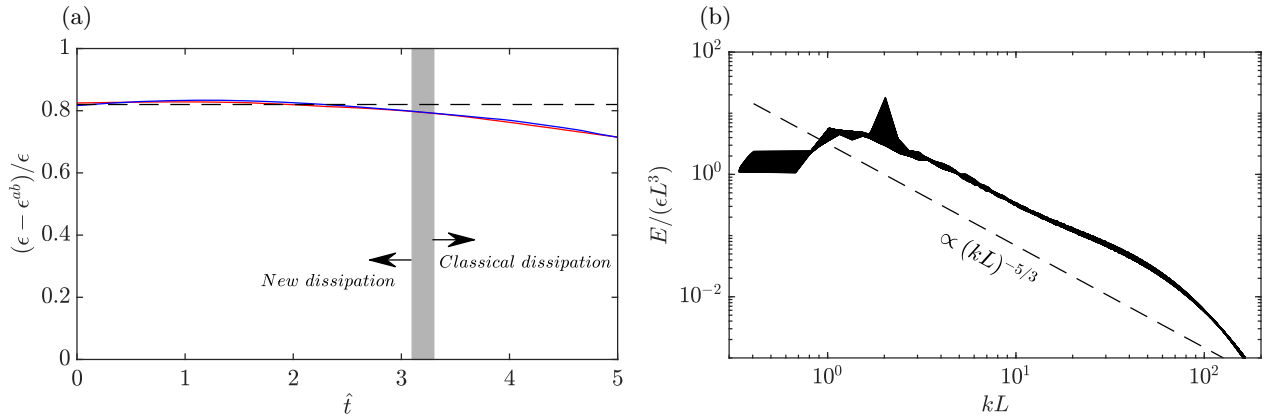 (a)
1
0.8
0.6
0.4
0.2
0
(ϵ − ϵ^{ab})/ϵ
New dissipation
Classical dissipation
0 1 2 3 4 5
t̂
(b)
10^2
10^0
10^{−2}
E/(ϵL^3)
∝ (kL)^{−5/3}
10^0 10^1 10^2
kL